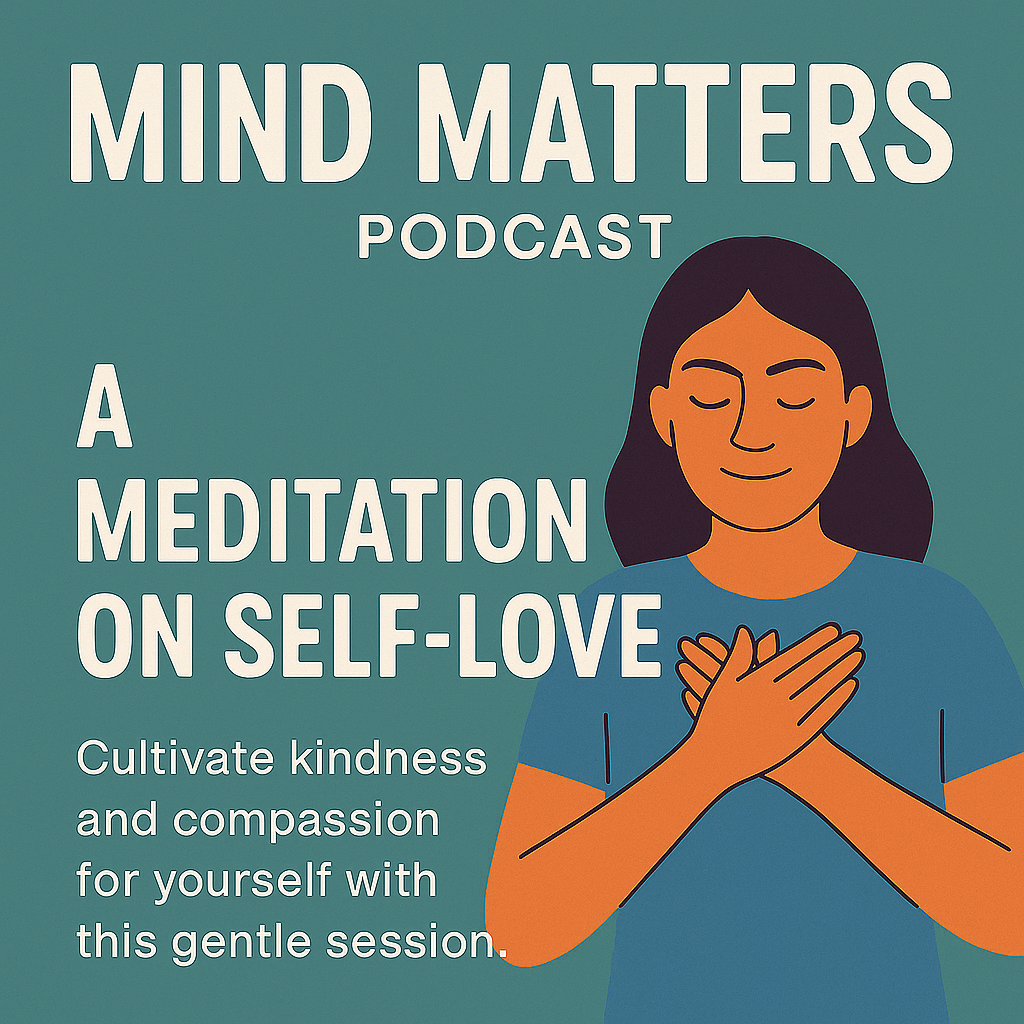 MIND MATTERS
PODCAST
A
MEDITATION
ON SELF-LOVE
Cultivate kindness
and compassion
for yourself with
this gentle session.